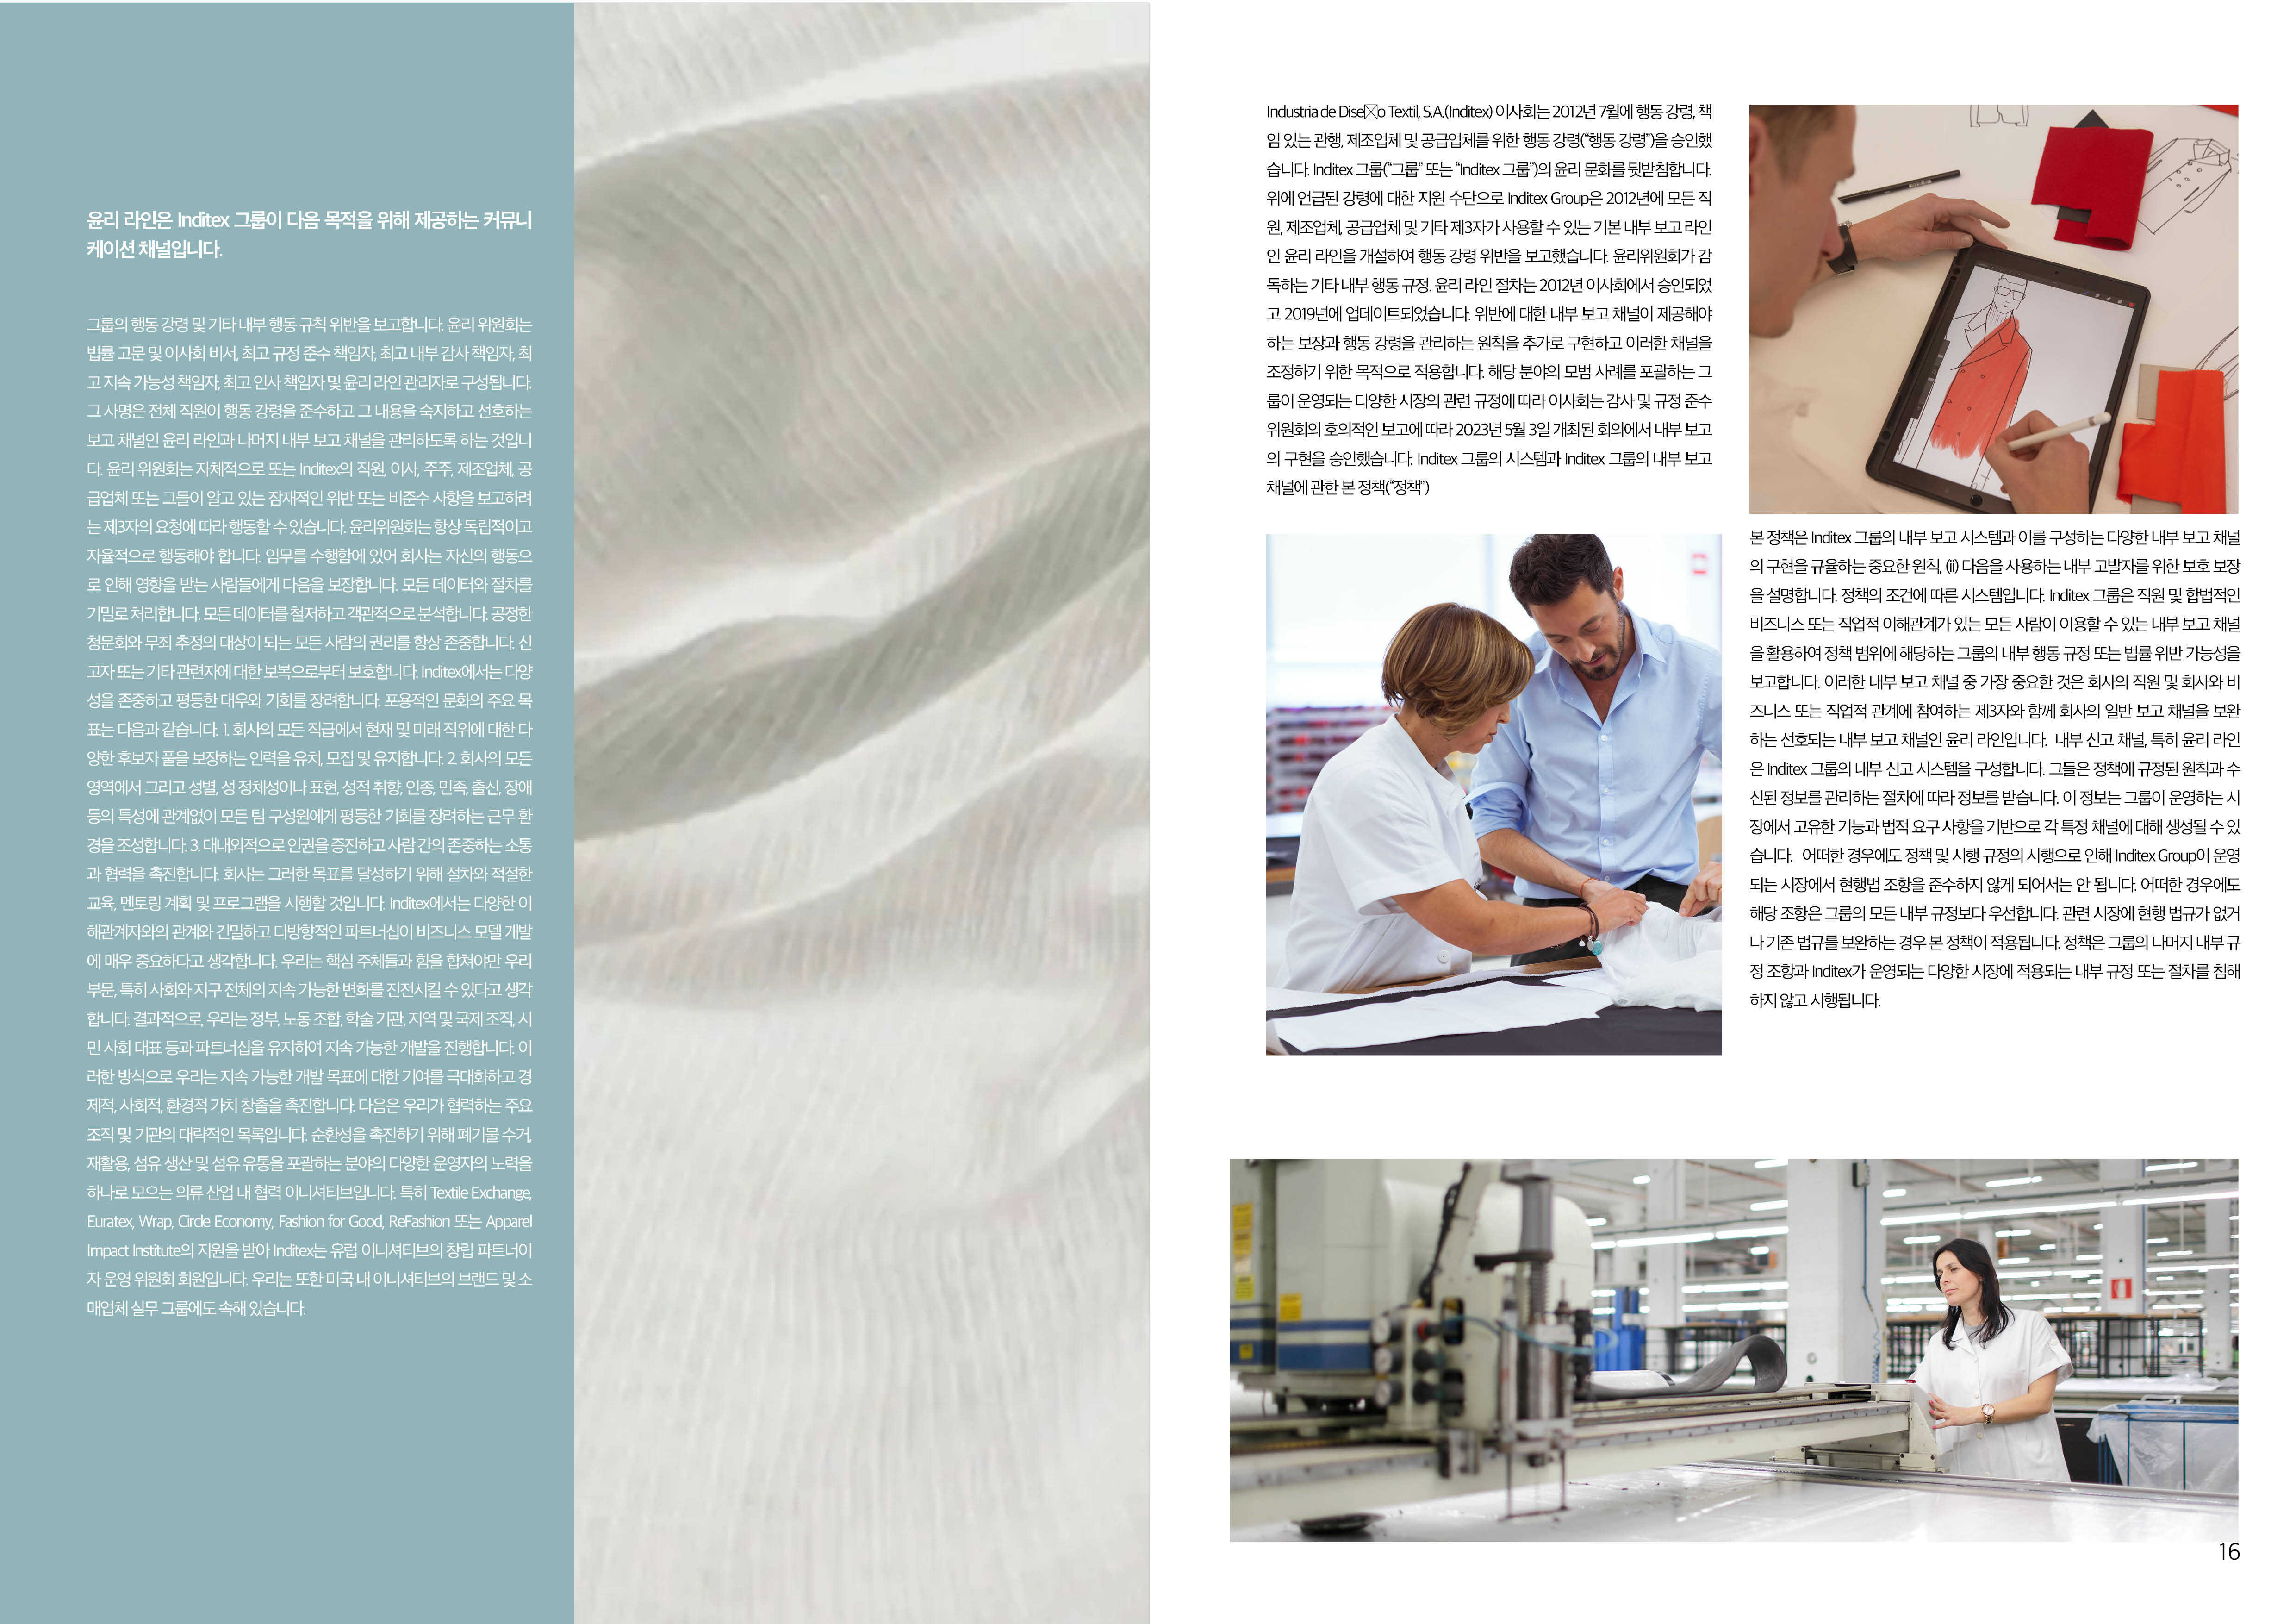 윤리 라인은 Inditex 그룹이 다음 목적을 위해 제공하는 커뮤니
케이션 채널입니다.
그룹의 행동 강령 및 기타 내부 행동 규칙 위반을 보고합니다. 윤리 위원회는
법률 고문 및 이사회 비서, 최고 규정 준수 책임자, 최고 내부 감사 책임자, 최
고 지속 가능성 책임자, 최고 인사 책임자 및 윤리 라인 관리자로 구성됩니다.
그 사명은 전체 직원이 행동 강령을 준수하고 그 내용을 숙지하고 선호하는
보고 채널인 윤리 라인과 나머지 내부 보고 채널을 관리하도록 하는 것입니
다. 윤리 위원회는 자체적으로 또는 Inditex의 직원, 이사, 주주, 제조업체, 공
급업체 또는 그들이 알고 있는 잠재적인 위반 또는 비준수 사항을 보고하려
는 제3자의 요청에 따라 행동할 수 있습니다. 윤리위원회는 항상 독립적이고
자율적으로 행동해야 합니다. 임무를 수행함에 있어 회사는 자신의 행동으
로 인해 영향을 받는 사람들에게 다음을 보장합니다. 모든 데이터와 절차를
기밀로 처리합니다. 모든 데이터를 철저하고 객관적으로 분석합니다. 공정한
청문회와 무죄 추정의 대상이 되는 모든 사람의 권리를 항상 존중합니다. 신
고자 또는 기타 관련자에 대한 보복으로부터 보호합니다. Inditex에서는 다양
성을 존중하고 평등한 대우와 기회를 장려합니다. 포용적인 문화의 주요 목
표는 다음과 같습니다. 1. 회사의 모든 직급에서 현재 및 미래 직위에 대한 다
양한 후보자 풀을 보장하는 인력을 유치, 모집 및 유지합니다. 2. 회사의 모든
영역에서 그리고 성별, 성 정체성이나 표현, 성적 취향, 인종, 민족, 출신, 장애
등의 특성에 관계없이 모든 팀 구성원에게 평등한 기회를 장려하는 근무 환
경을 조성합니다. 3. 대내외적으로 인권을 증진하고 사람 간의 존중하는 소통
과 협력을 촉진합니다. 회사는 그러한 목표를 달성하기 위해 절차와 적절한
교육, 멘토링 계획 및 프로그램을 시행할 것입니다. Inditex에서는 다양한 이
해관계자와의 관계와 긴밀하고 다방향적인 파트너십이 비즈니스 모델 개발
에 매우 중요하다고 생각합니다. 우리는 핵심 주체들과 힘을 합쳐야만 우리
부문, 특히 사회와 지구 전체의 지속 가능한 변화를 진전시킬 수 있다고 생각
합니다. 결과적으로, 우리는 정부, 노동 조합, 학술 기관, 지역 및 국제 조직, 시
민 사회 대표 등과 파트너십을 유지하여 지속 가능한 개발을 진행합니다. 이
러한 방식으로 우리는 지속 가능한 개발 목표에 대한 기여를 극대화하고 경
제적, 사회적, 환경적 가치 창출을 촉진합니다. 다음은 우리가 협력하는 주요
조직 및 기관의 대략적인 목록입니다. 순환성을 촉진하기 위해 폐기물 수거,
재활용, 섬유 생산 및 섬유 유통을 포괄하는 분야의 다양한 운영자의 노력을
하나로 모으는 의류 산업 내 협력 이니셔티브입니다. 특히 Textile Exchange,
Euratex, Wrap, Circle Economy, Fashion for Good, ReFashion 또는 Apparel
Impact Institute의 지원을 받아 Inditex는 유럽 이니셔티브의 창립 파트너이
자 운영 위원회 회원입니다. 우리는 또한 미국 내 이니셔티브의 브랜드 및 소
매업체 실무 그룹에도 속해 있습니다.
Industria de Dise☒o Textil, S.A.(Inditex) 이사회는 2012년 7월에 행동 강령, 책
임 있는 관행, 제조업체 및 공급업체를 위한 행동 강령(“행동 강령”)을 승인했
습니다. Inditex 그룹(“그룹” 또는 “Inditex 그룹”)의 윤리 문화를 뒷받침합니다.
위에 언급된 강령에 대한 지원 수단으로 Inditex Group은 2012년에 모든 직
원, 제조업체, 공급업체 및 기타 제3자가 사용할 수 있는 기본 내부 보고 라인
인 윤리 라인을 개설하여 행동 강령 위반을 보고했습니다. 윤리위원회가 감
독하는 기타 내부 행동 규정. 윤리 라인 절차는 2012년 이사회에서 승인되었
고 2019년에 업데이트되었습니다. 위반에 대한 내부 보고 채널이 제공해야
하는 보장과 행동 강령을 관리하는 원칙을 추가로 구현하고 이러한 채널을
조정하기 위한 목적으로 적용합니다. 해당 분야의 모범 사례를 포괄하는 그
룹이 운영되는 다양한 시장의 관련 규정에 따라 이사회는 감사 및 규정 준수
위원회의 호의적인 보고에 따라 2023년 5월 3일 개최된 회의에서 내부 보고
의 구현을 승인했습니다. Inditex 그룹의 시스템과 Inditex 그룹의 내부 보고
채널에 관한 본 정책(“정책”)
본 정책은 Inditex 그룹의 내부 보고 시스템과 이를 구성하는 다양한 내부 보고 채널
의 구현을 규율하는 중요한 원칙, (ii) 다음을 사용하는 내부 고발자를 위한 보호 보장
을 설명합니다. 정책의 조건에 따른 시스템입니다. Inditex 그룹은 직원 및 합법적인
비즈니스 또는 직업적 이해관계가 있는 모든 사람이 이용할 수 있는 내부 보고 채널
을 활용하여 정책 범위에 해당하는 그룹의 내부 행동 규정 또는 법률 위반 가능성을
보고합니다. 이러한 내부 보고 채널 중 가장 중요한 것은 회사의 직원 및 회사와 비
즈니스 또는 직업적 관계에 참여하는 제3자와 함께 회사의 일반 보고 채널을 보완
하는 선호되는 내부 보고 채널인 윤리 라인입니다. 내부 신고 채널, 특히 윤리 라인
은 Inditex 그룹의 내부 신고 시스템을 구성합니다. 그들은 정책에 규정된 원칙과 수
신된 정보를 관리하는 절차에 따라 정보를 받습니다. 이 정보는 그룹이 운영하는 시
장에서 고유한 기능과 법적 요구 사항을 기반으로 각 특정 채널에 대해 생성될 수 있
습니다. 어떠한 경우에도 정책 및 시행 규정의 시행으로 인해 Inditex Group이 운영
되는 시장에서 현행법 조항을 준수하지 않게 되어서는 안 됩니다. 어떠한 경우에도
해당 조항은 그룹의 모든 내부 규정보다 우선합니다. 관련 시장에 현행 법규가 없거
나 기존 법규를 보완하는 경우 본 정책이 적용됩니다. 정책은 그룹의 나머지 내부 규
정 조항과 Inditex가 운영되는 다양한 시장에 적용되는 내부 규정 또는 절차를 침해
하지 않고 시행됩니다.
16